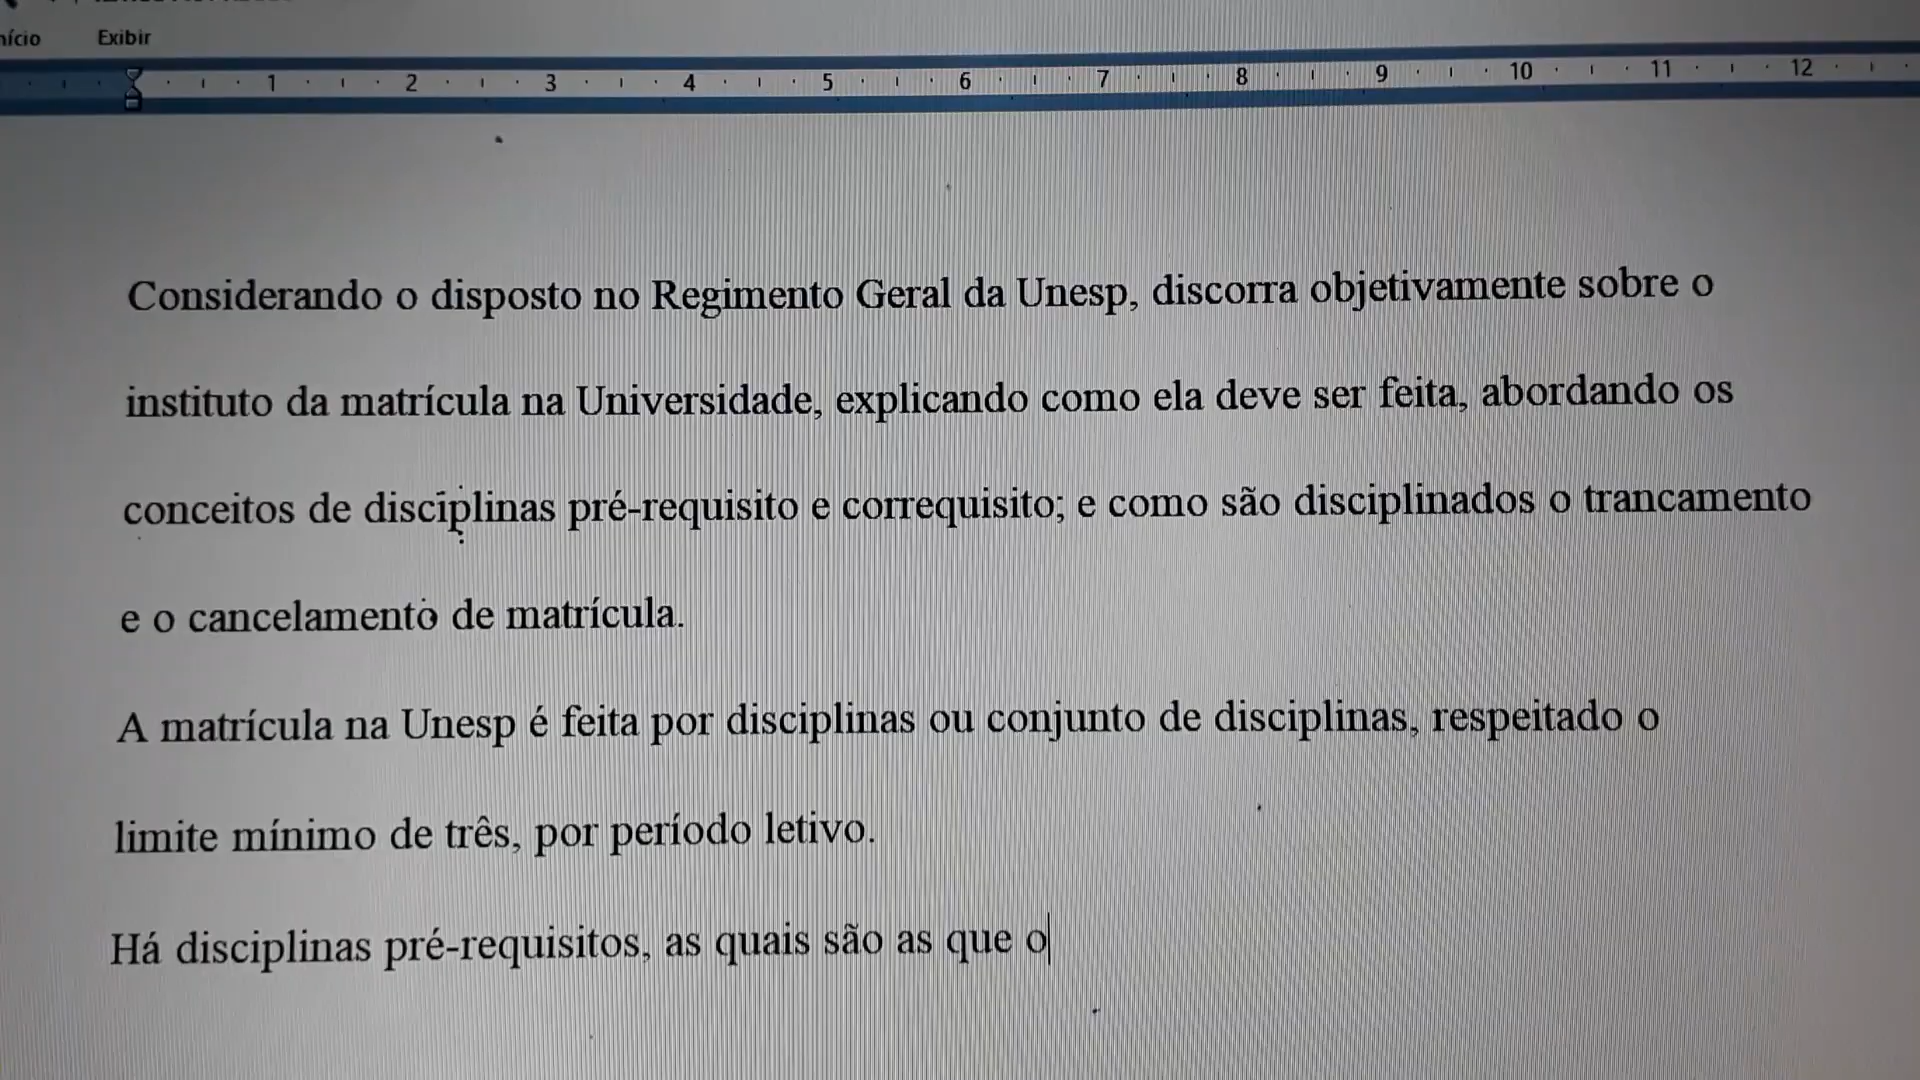 Exibir
1 2 3 4 5 6 7 8 9 10 11 12
Considerando o disposto no Regimento Geral da Unesp, discorra objetivamente sobre o
instituto da matrícula na Universidade, explicando como ela deve ser feita, abordando os
conceitos de disciplinas pré-requisito e correquisito; e como são disciplinados o trancamento
e o cancelamento de matrícula.
A matrícula na Unesp é feita por disciplinas ou conjunto de disciplinas, respeitado o
limite mínimo de três, por período letivo.
Há disciplinas pré-requisitos, as quais são as que o